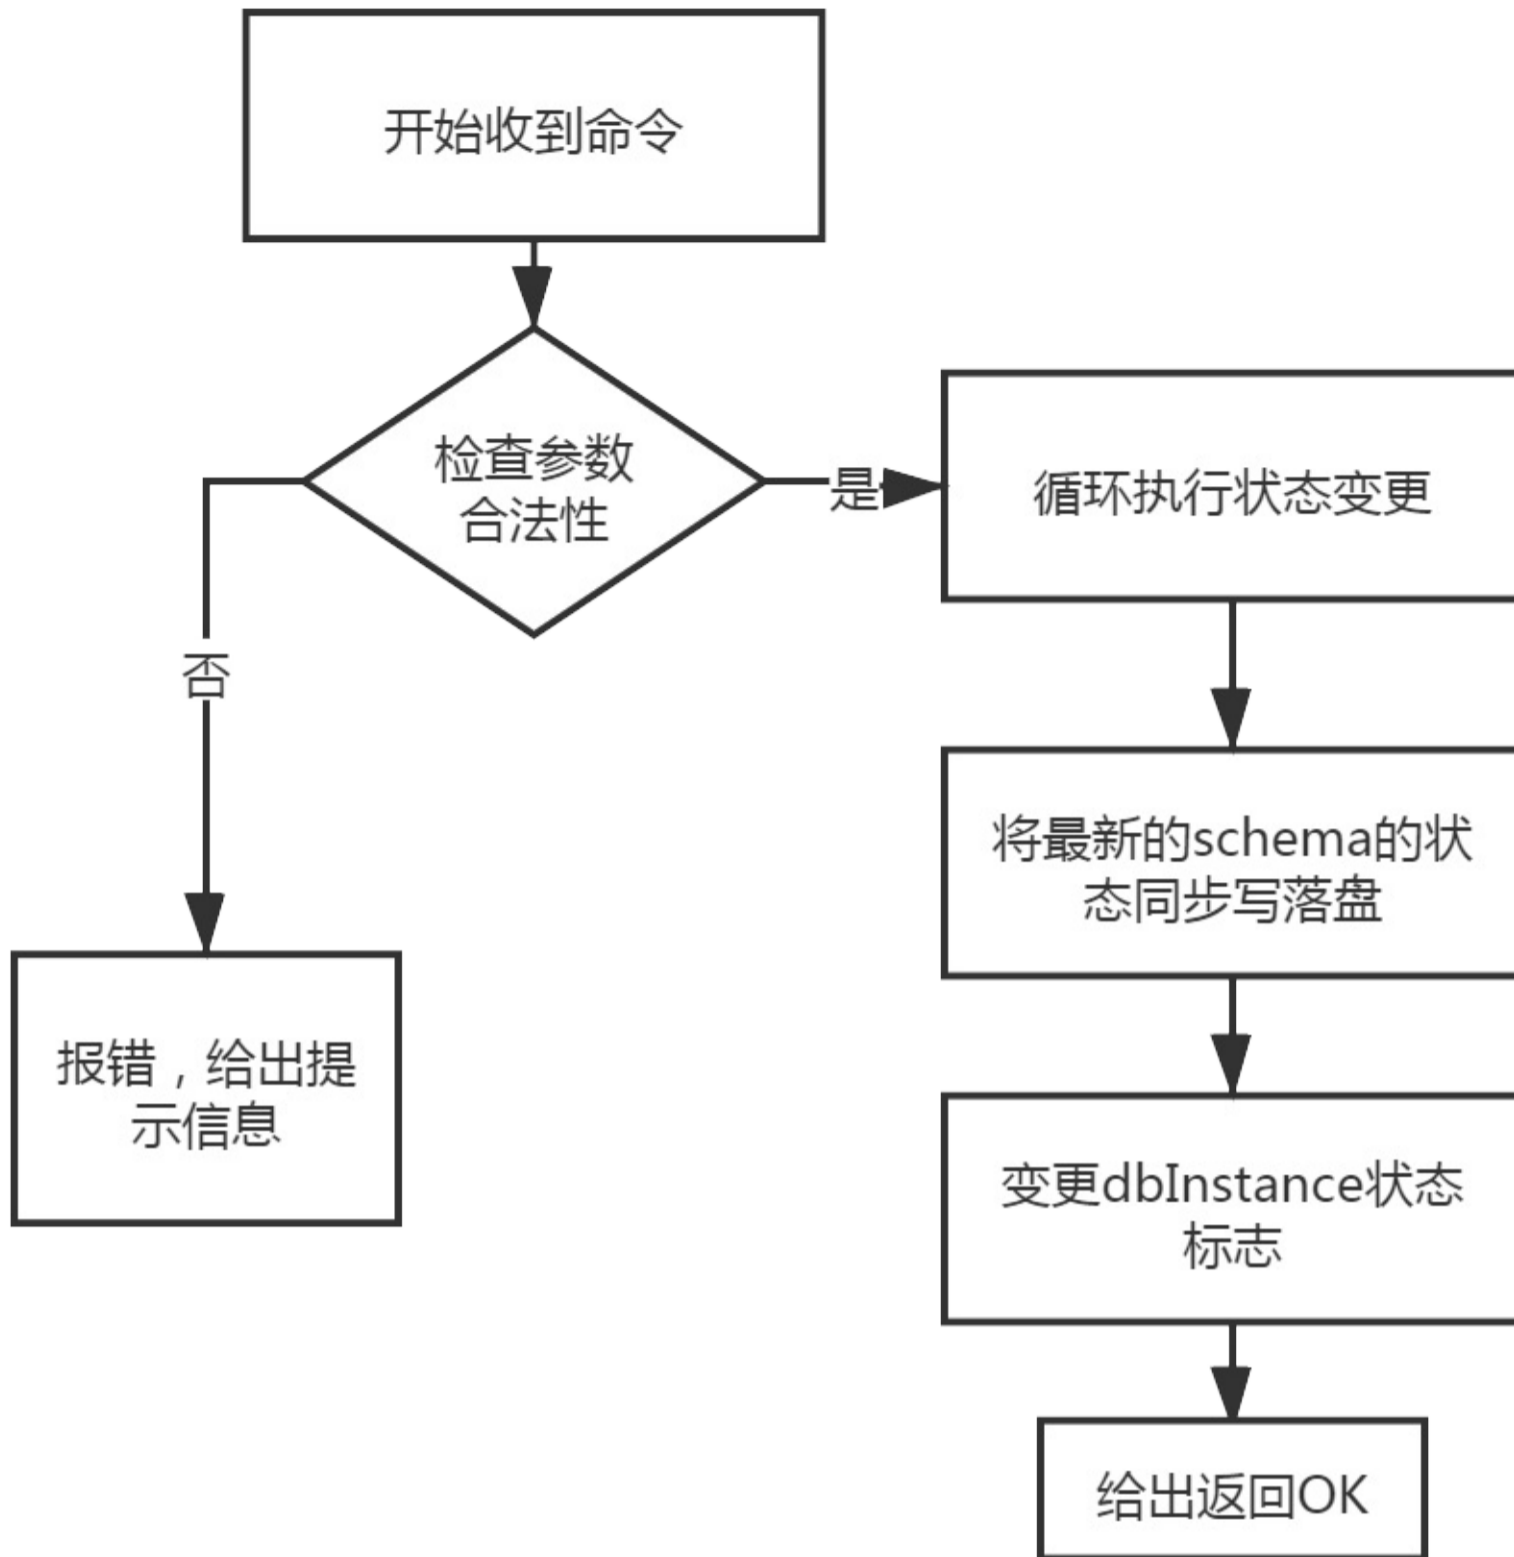 开始收到命令
检查参数
合法性
是
循环执行状态变更
否
将最新的schema的状
态同步写落盘
报错，给出提
示信息
变更dbInstance状态
标志
给出返回OK